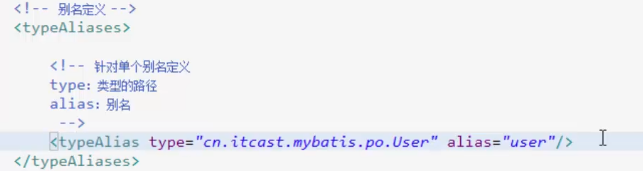 <!-- 别名定义 -->
<typeAliases>
<!-- 针对单个别名定义
type：类型的路径
alias：别名
-->
<typeAlias type="cn.itcast.mybatis.po.User" alias="user"/>
</typeAliases>